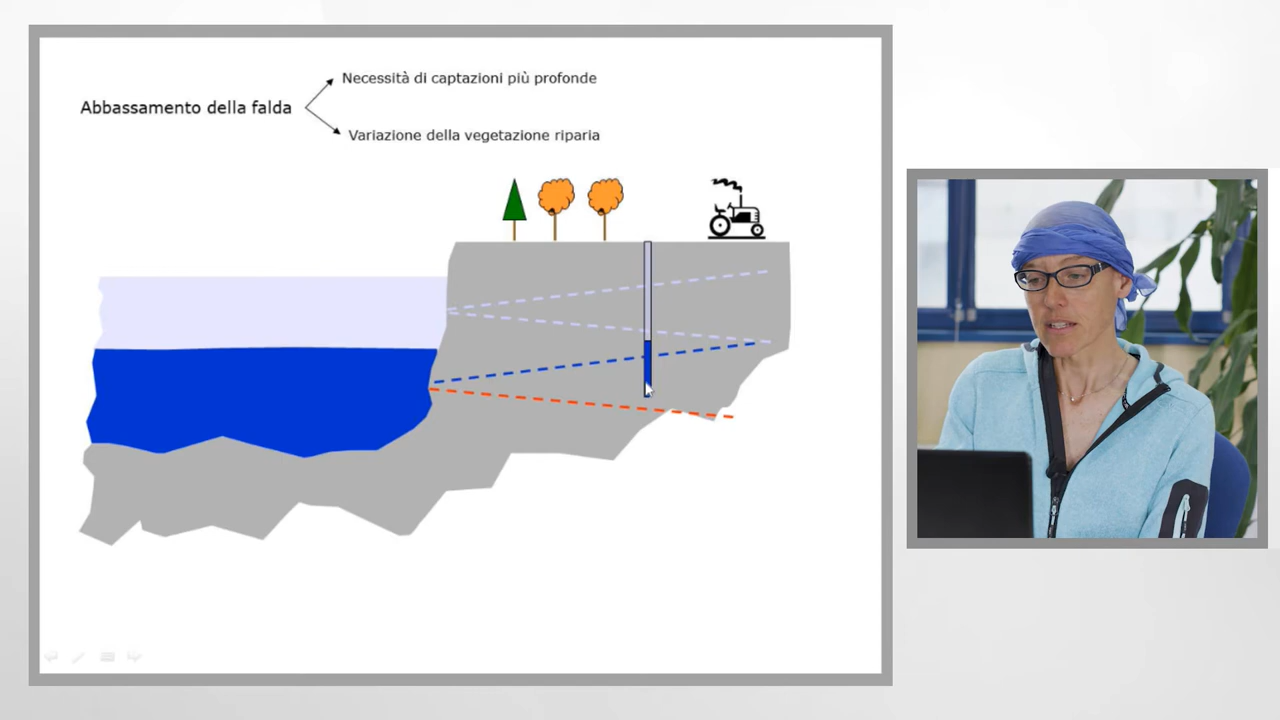 Necessità di captazioni più profonde
Abbassamento della falda
Variazione della vegetazione riparia